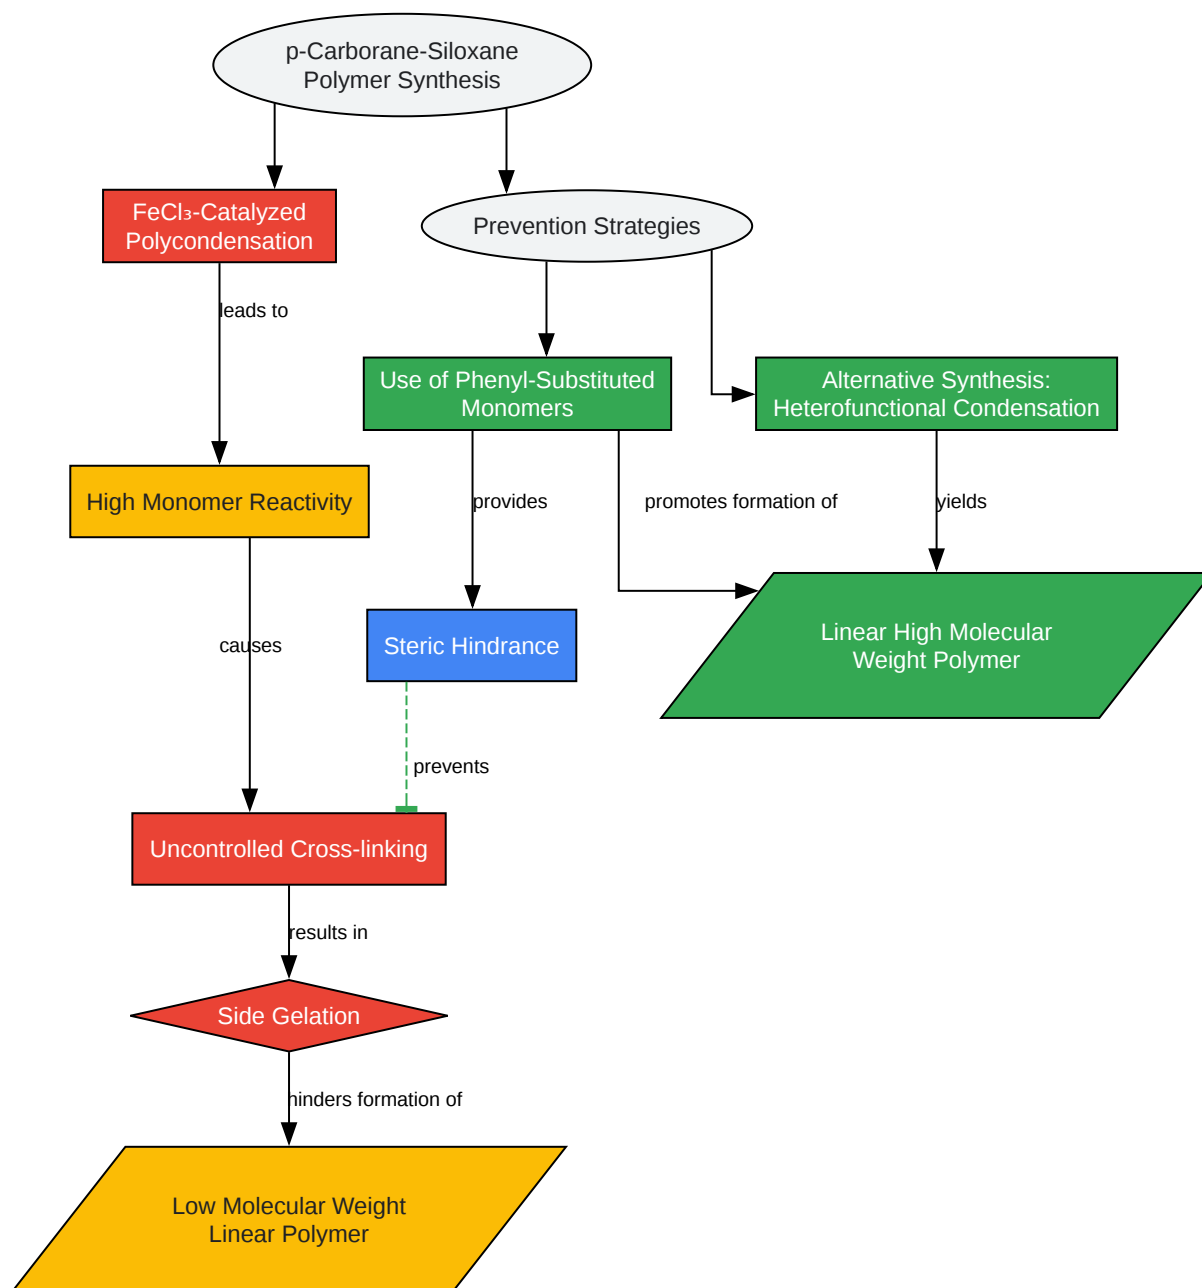 p-Carborane-Siloxane
Polymer Synthesis
FeCl₃-Catalyzed
Polycondensation
Prevention Strategies
leads to
Use of Phenyl-Substituted
Monomers
Alternative Synthesis:
Heterofunctional Condensation
High Monomer Reactivity
provides
promotes formation of
yields
causes
Steric Hindrance
Linear High Molecular
Weight Polymer
prevents
Uncontrolled Cross-linking
results in
Side Gelation
hinders formation of
Low Molecular Weight
Linear Polymer